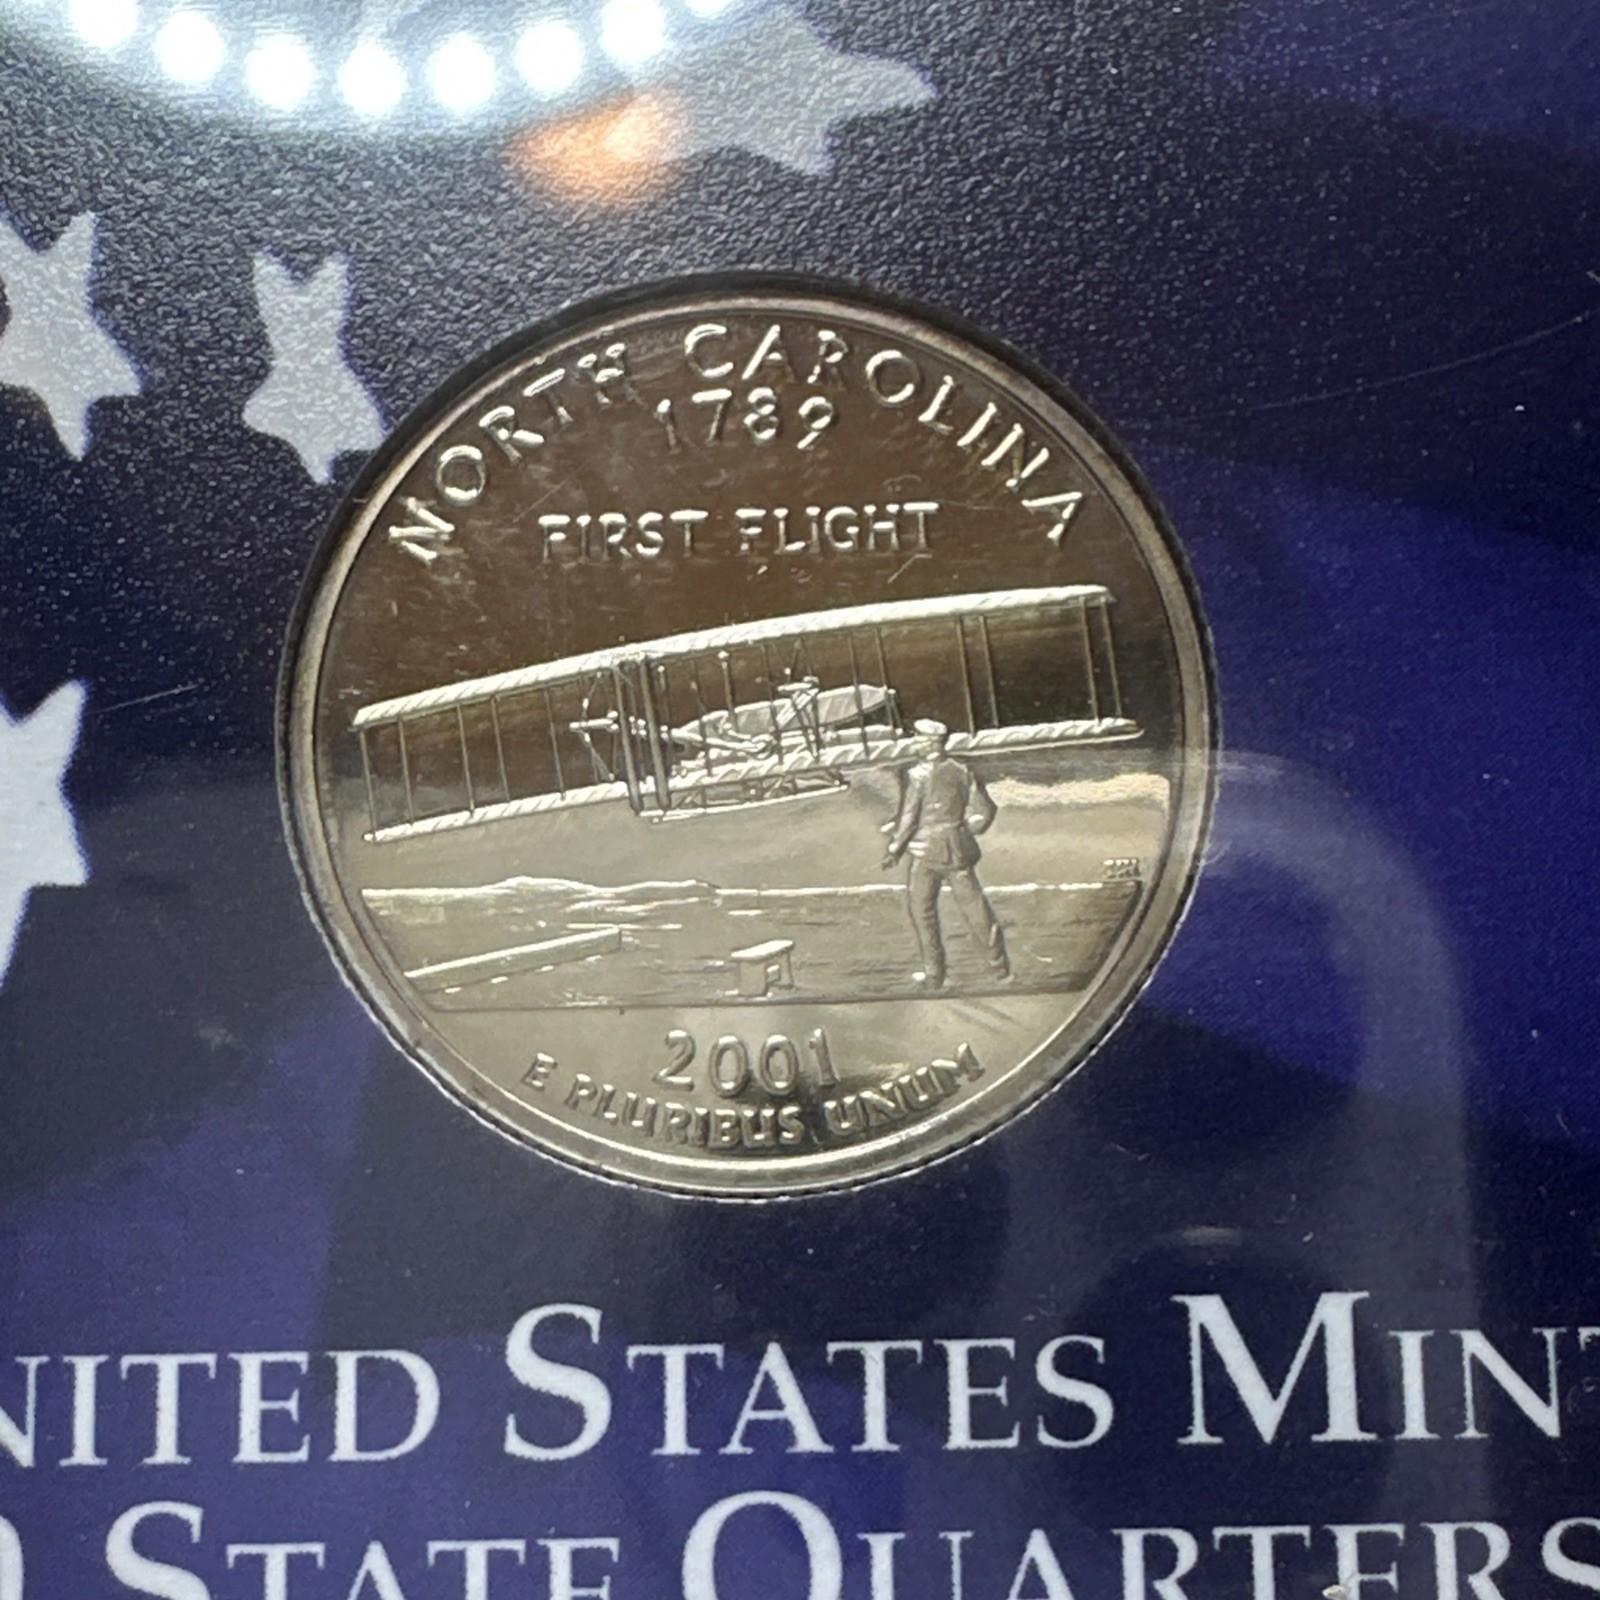 NORTH CAROLINA
1789
FIRST FLIGHT
2001
E PLURIBUS UNUM
NITED STATES MINT
STATE QUARTERS